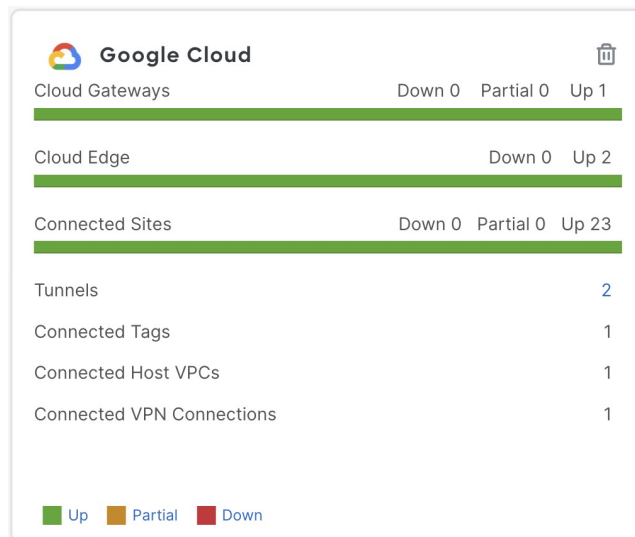 Google Cloud
Cloud Gateways Down 0 Partial 0 Up 1
Cloud Edge Down 0 Up 2
Connected Sites Down 0 Partial 0 Up 23
Tunnels 2
Connected Tags 1
Connected Host VPCs 1
Connected VPN Connections 1
Up Partial Down